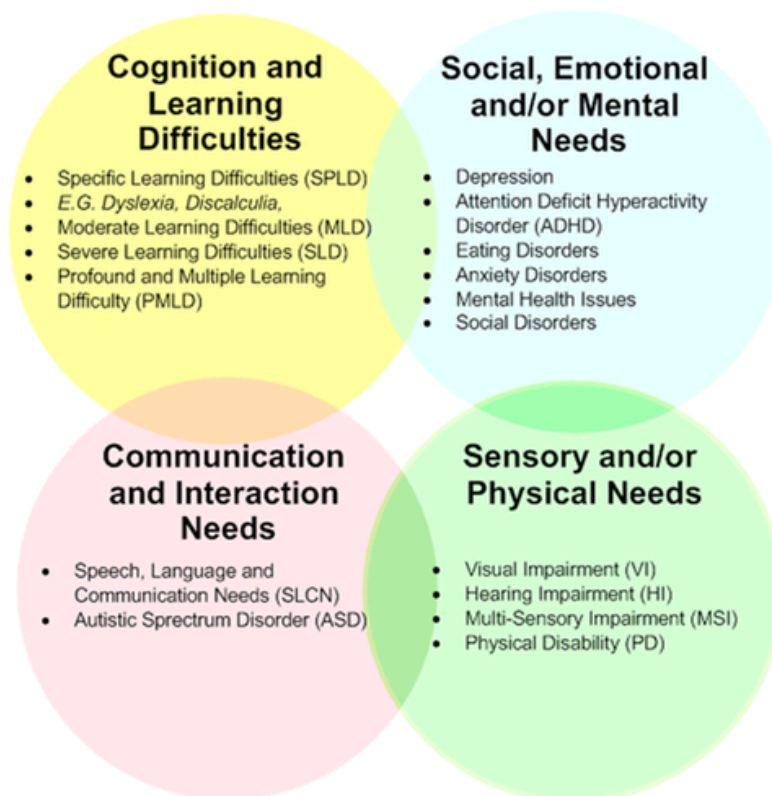 Cognition and
Learning
Difficulties
• Specific Learning Difficulties (SPLD)
• E.G. Dyslexia, Discalculia,
• Moderate Learning Difficulties (MLD)
• Severe Learning Difficulties (SLD)
• Profound and Multiple Learning
Difficulty (PMLD)
Social, Emotional
and/or Mental
Needs
• Depression
• Attention Deficit Hyperactivity
Disorder (ADHD)
• Eating Disorders
• Anxiety Disorders
• Mental Health Issues
• Social Disorders
Communication
and Interaction
Needs
• Speech, Language and
Communication Needs (SLCN)
• Autistic Sprectrum Disorder (ASD)
Sensory and/or
Physical Needs
• Visual Impairment (VI)
• Hearing Impairment (HI)
• Multi-Sensory Impairment (MSI)
• Physical Disability (PD)